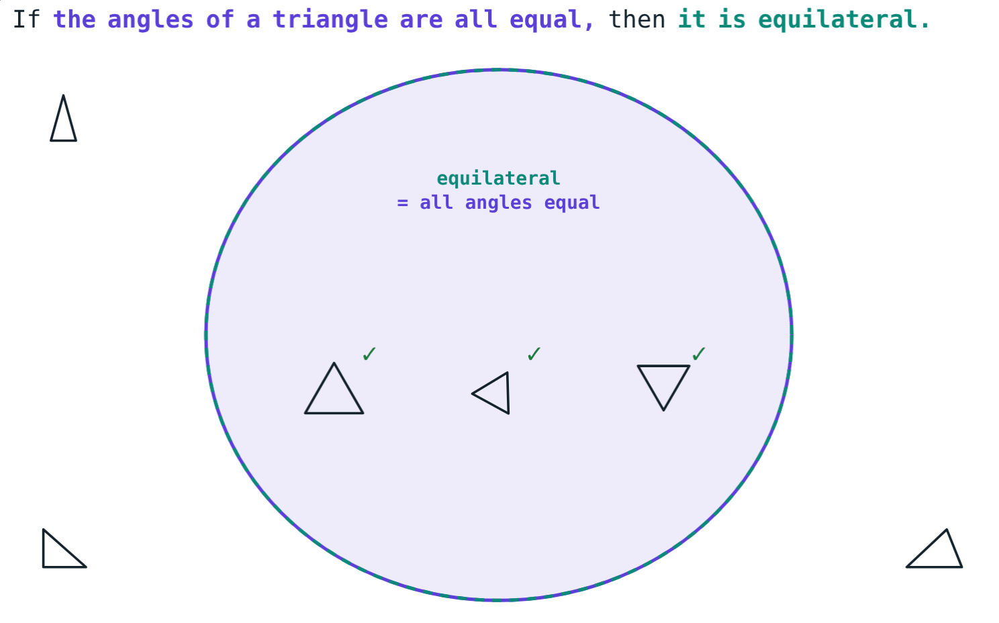 If the angles of a triangle are all equal, then it is equilateral.
equilateral
= all angles equal
✓ ✓ ✓